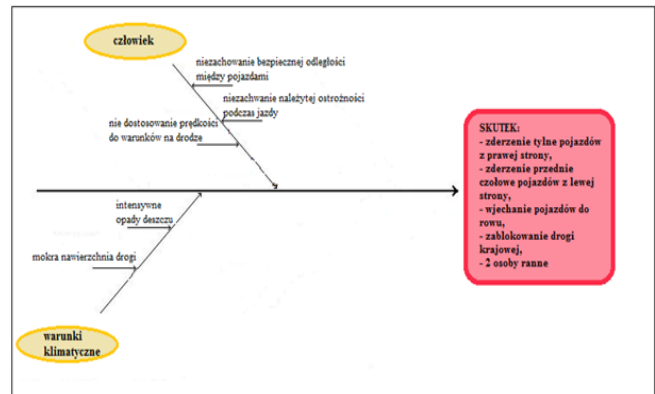 człowiek
niezachowanie bezpiecznej odległości
między pojazdami
niezachwanie należytej ostrożności
podczas jazdy
nie dostosowanie prędkości
do warunków na drodze
SKUTEK:
- zderzenie tylne pojazdów
z prawej strony,
- zderzenie przednie
czołowe pojazdów z lewej
strony,
- wjechanie pojazdów do
rowu,
- zablokowanie drogi
krajowej,
- 2 osoby ranne
intensywne
opady deszczu
mokra nawierzchnia drogi
warunki
klimatyczne